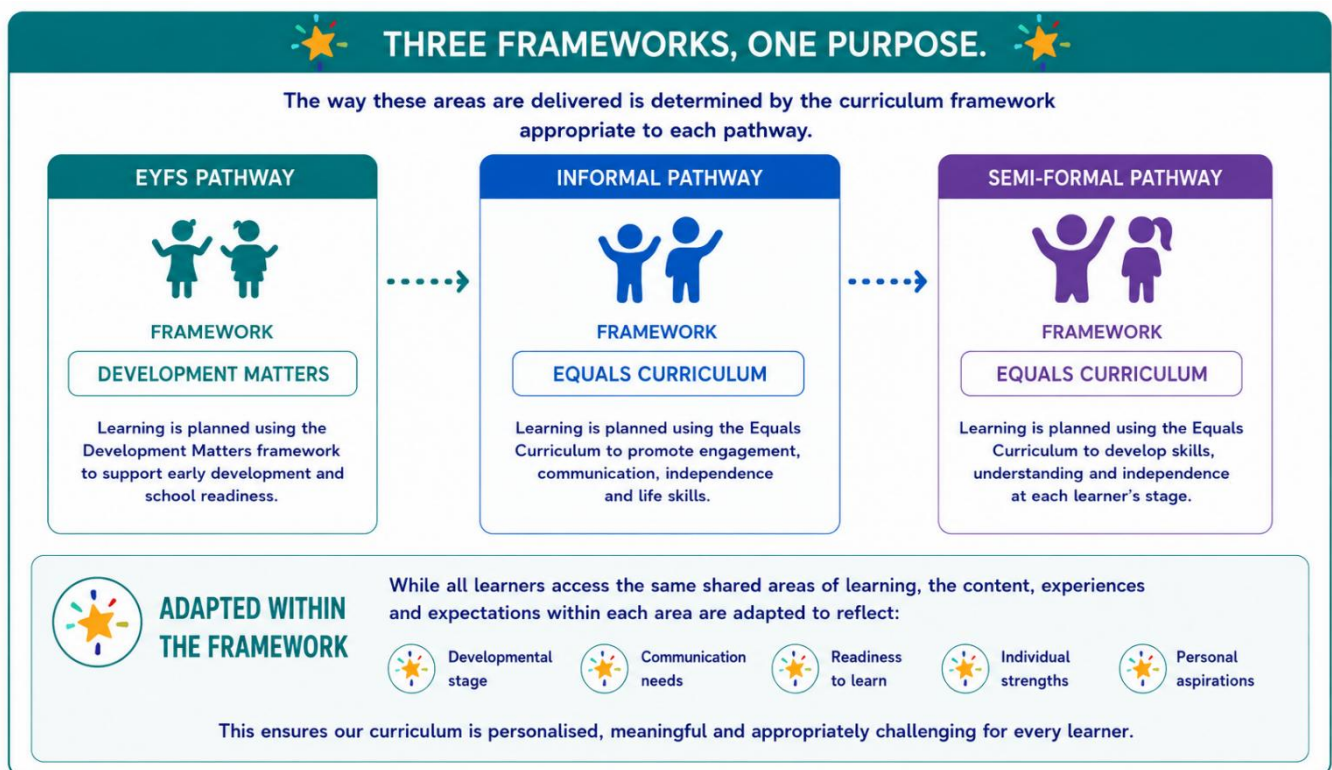 THREE FRAMEWORKS, ONE PURPOSE.
The way these areas are delivered is determined by the curriculum framework
appropriate to each pathway.
EYFS PATHWAY
FRAMEWORK
DEVELOPMENT MATTERS
Learning is planned using the
Development Matters framework
to support early development and
school readiness.
INFORMAL PATHWAY
FRAMEWORK
EQUALS CURRICULUM
Learning is planned using the Equals
Curriculum to promote engagement,
communication, independence
and life skills.
SEMI-FORMAL PATHWAY
FRAMEWORK
EQUALS CURRICULUM
Learning is planned using the Equals
Curriculum to develop skills,
understanding and independence
at each learner's stage.
ADAPTED WITHIN
THE FRAMEWORK
While all learners access the same shared areas of learning, the content, experiences
and expectations within each area are adapted to reflect:
Developmental
stage
Communication
needs
Readiness
to learn
Individual
strengths
Personal
aspirations
This ensures our curriculum is personalised, meaningful and appropriately challenging for every learner.